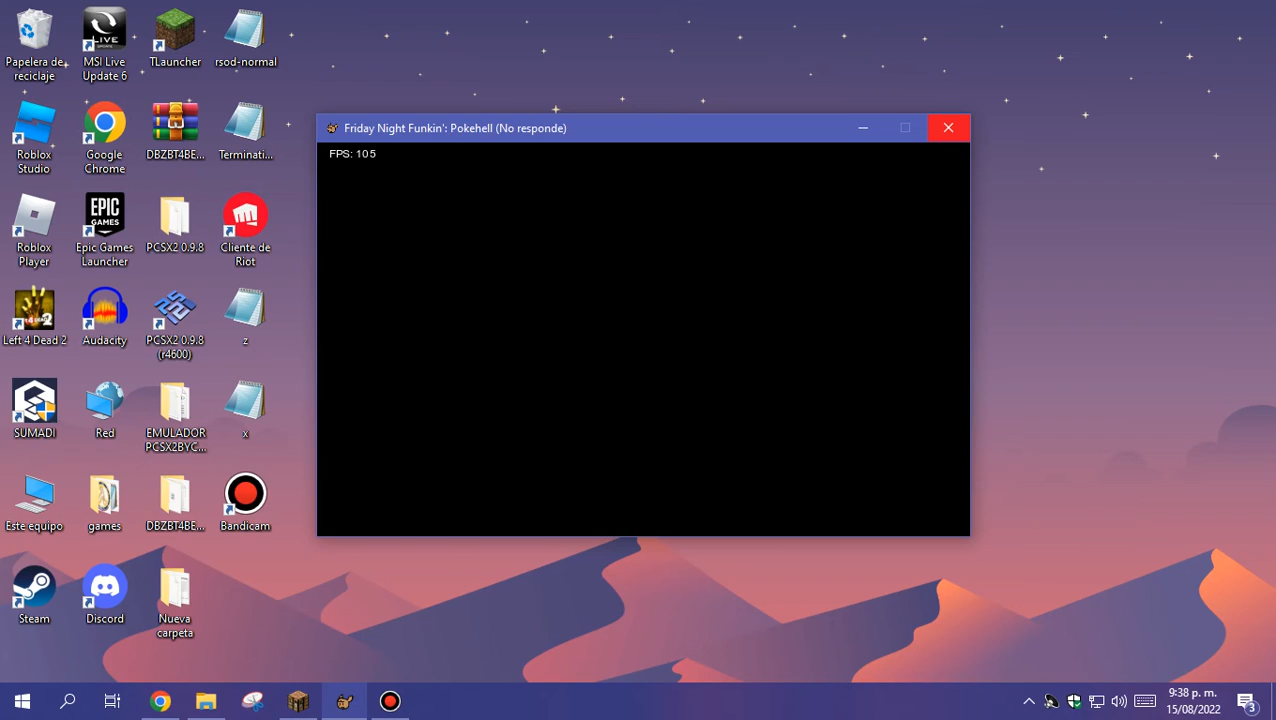 Papelera de
reciclaje
MSI Live
Update 6
TLauncher
rsod-normal
Roblox
Studio
Google
Chrome
DBZBT4BE...
Terminati...
Roblox
Player
EPIC
GAMES
Epic Games
Launcher
PCSX2 0.9.8
Cliente de
Riot
Left 4 Dead 2
Audacity
PCSX2 0.9.8
(r4600)
z
SUMADI
Red
EMULADOR
PCSX2BYC...
x
Este equipo
games
DBZBT4BE...
Bandicam
Steam
Discord
Nueva
carpeta
Friday Night Funkin': Pokehell (No responde)
FPS: 105
9:38 p. m.
15/08/2022
3